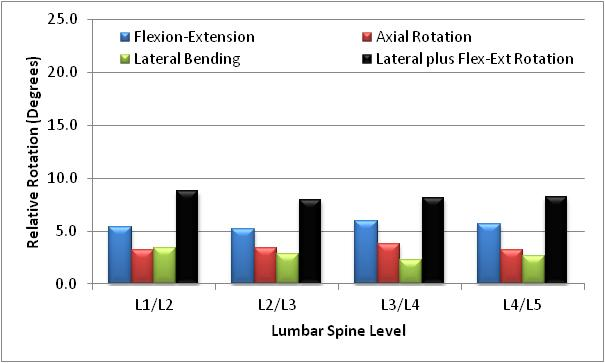 25.0
Flexion-Extension
Axial Rotation
Lateral Bending
Lateral plus Flex-Ext Rotation
20.0
15.0
10.0
5.0
0.0
Relative Rotation (Degrees)
L1/L2
L2/L3
L3/L4
L4/L5
Lumbar Spine Level